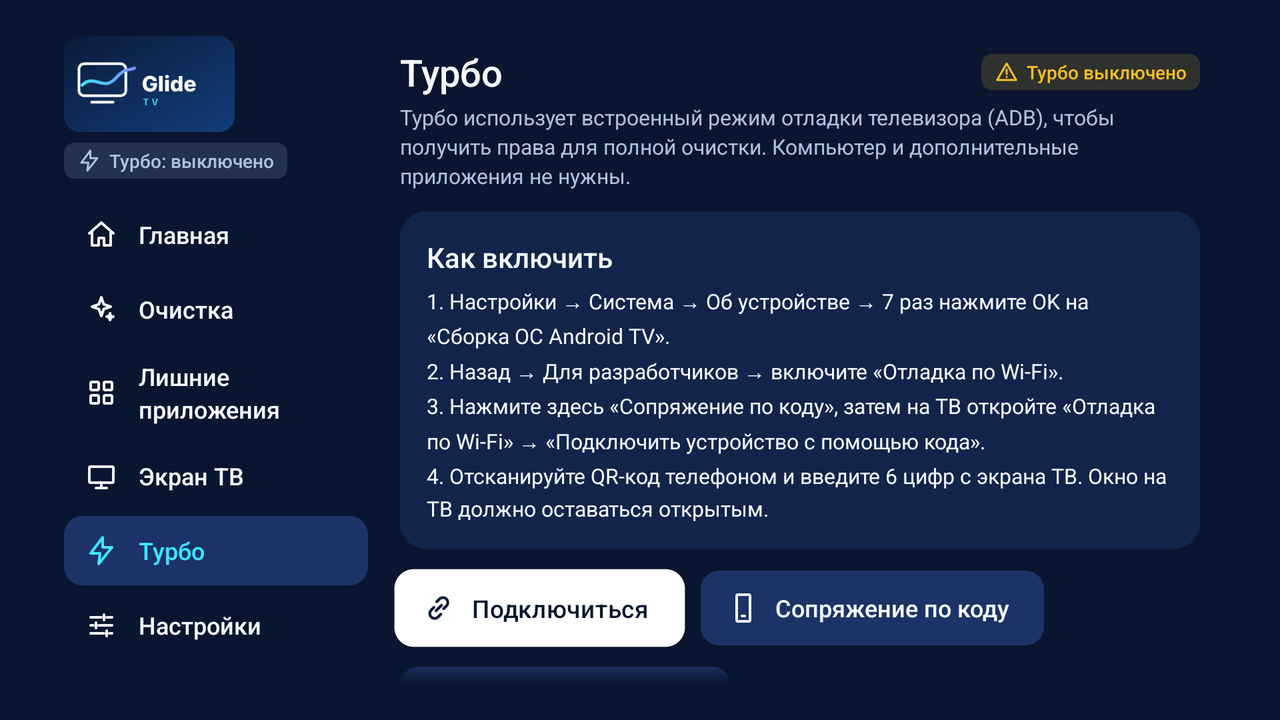 Glide
TV
Турбо: выключено
Главная
Очистка
Лишние
приложения
Экран ТВ
Турбо
Настройки
Турбо
Турбо выключено
Турбо использует встроенный режим отладки телевизора (ADB), чтобы
получить права для полной очистки. Компьютер и дополнительные
приложения не нужны.
Как включить
1. Настройки → Система → Об устройстве → 7 раз нажмите OK на
«Сборка ОС Android TV».
2. Назад → Для разработчиков → включите «Отладка по Wi-Fi».
3. Нажмите здесь «Сопряжение по коду», затем на ТВ откройте «Отладка
по Wi-Fi» → «Подключить устройство с помощью кода».
4. Отсканируйте QR-код телефоном и введите 6 цифр с экрана ТВ. Окно на
ТВ должно оставаться открытым.
Подключиться
Сопряжение по коду